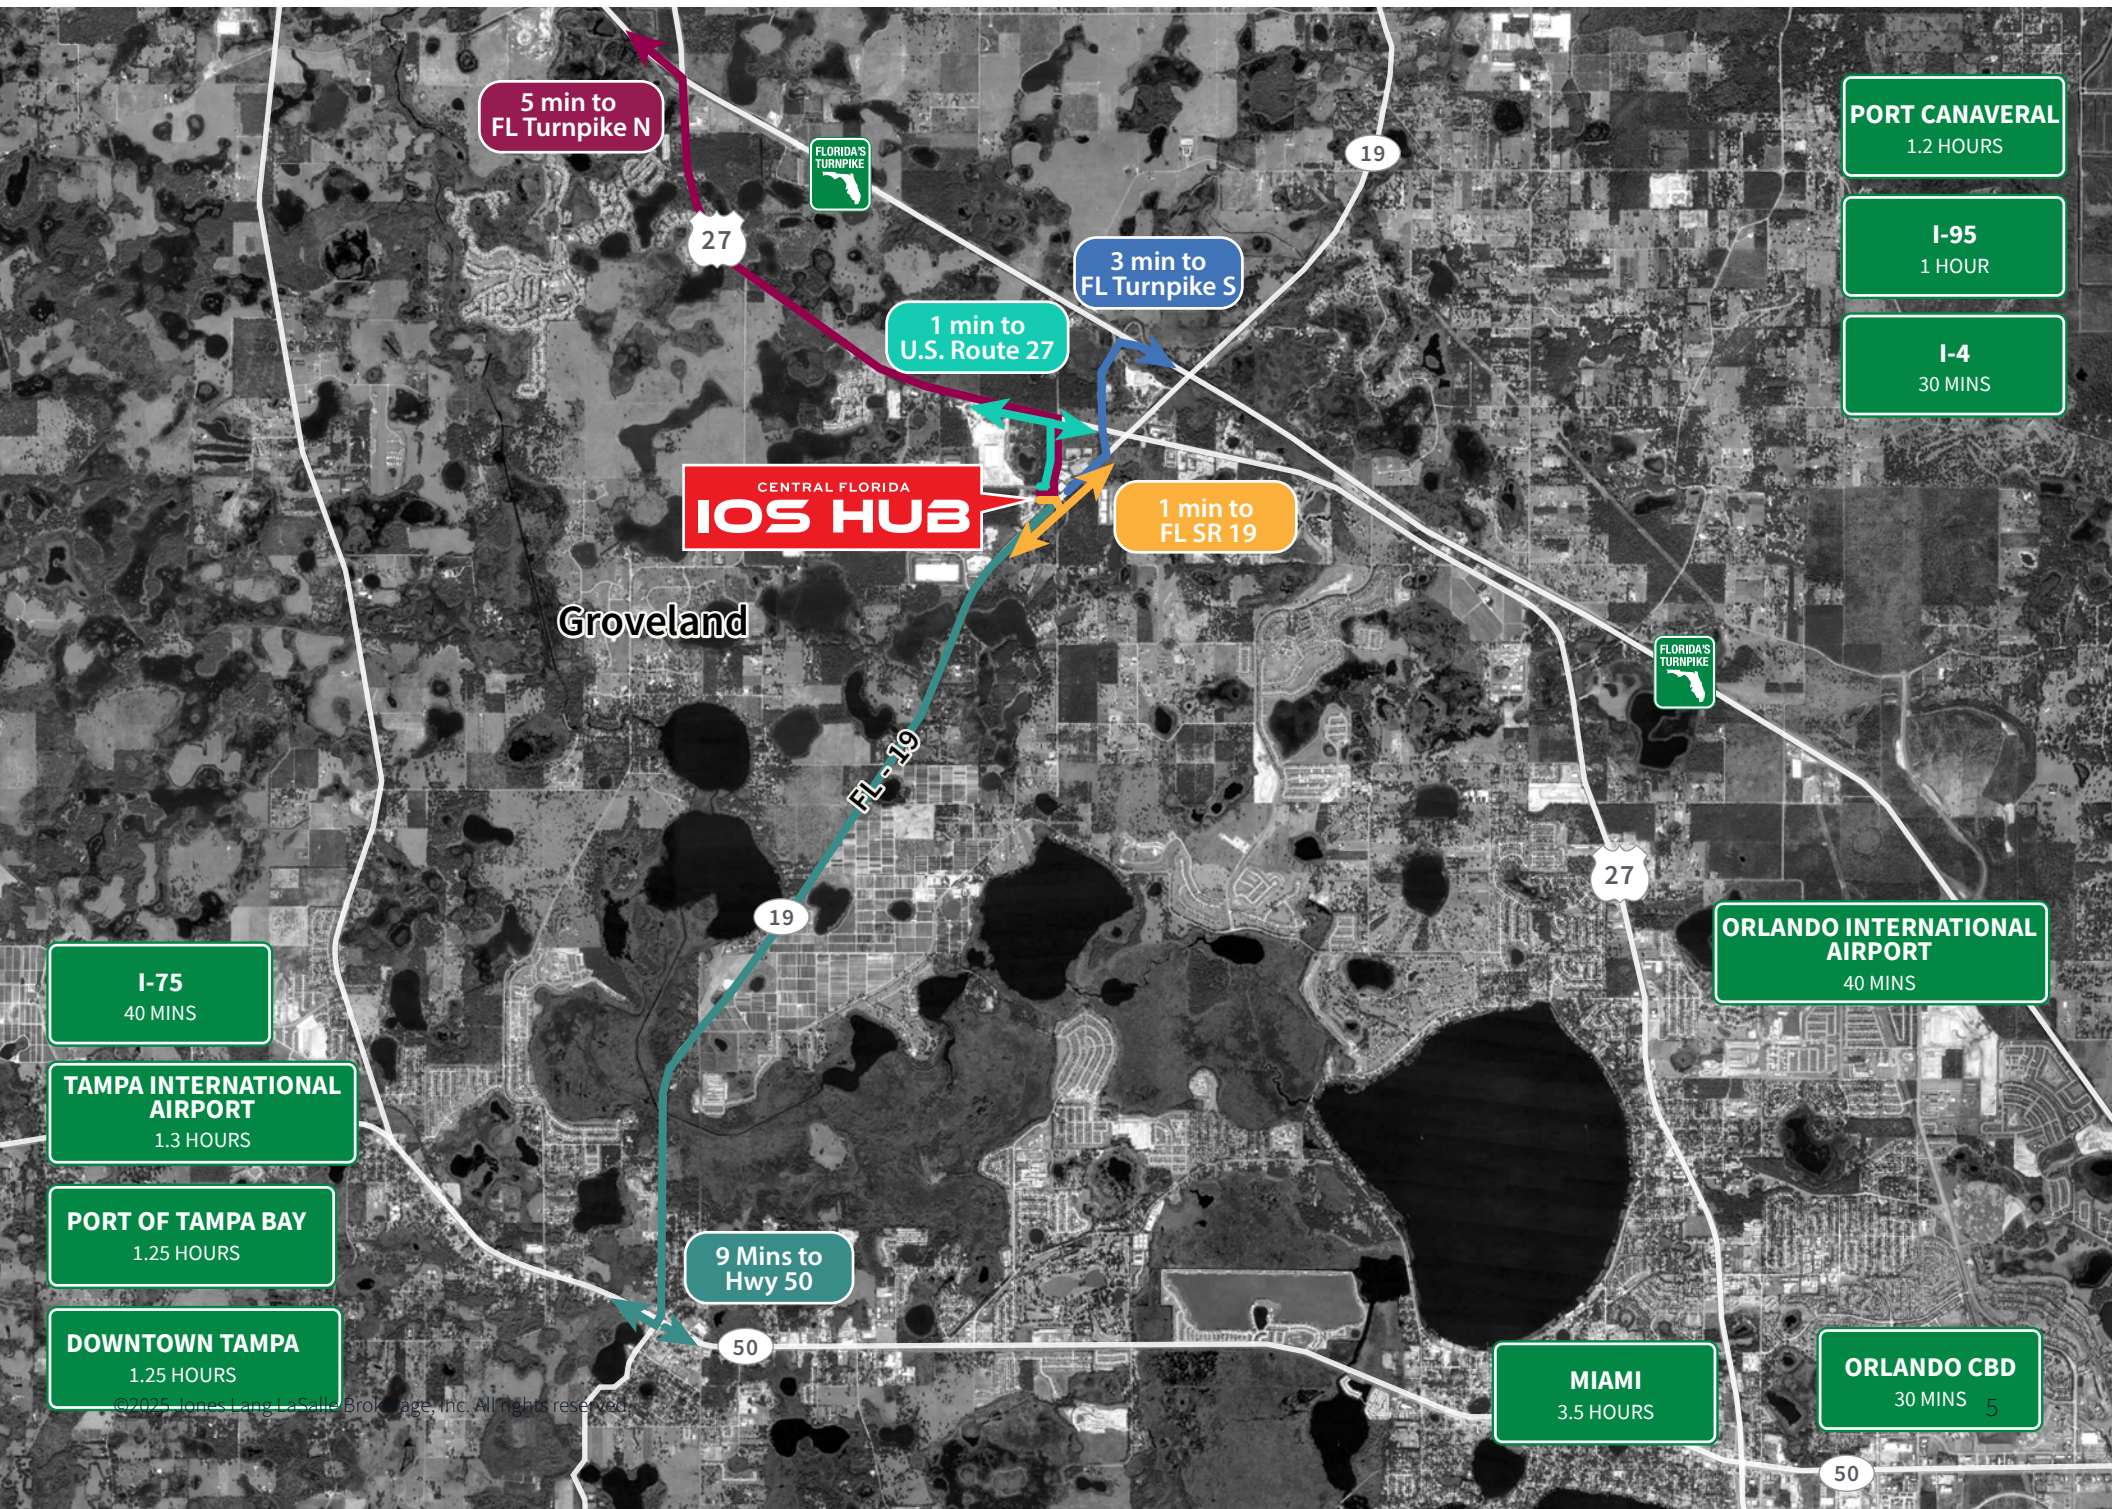 5 min to
FL Turnpike N
FLORIDA'S
TURNPIKE
19
PORT CANAVERAL
1.2 HOURS
27
I-95
1 HOUR
3 min to
FL Turnpike S
1 min to
U.S. Route 27
I-4
30 MINS
CENTRAL FLORIDA
IOS HUB
1 min to
FL SR 19
Groveland
FLORIDA'S
TURNPIKE
FL - 19
27
19
ORLANDO INTERNATIONAL
AIRPORT
40 MINS
I-75
40 MINS
TAMPA INTERNATIONAL
AIRPORT
1.3 HOURS
PORT OF TAMPA BAY
1.25 HOURS
9 Mins to
Hwy 50
DOWNTOWN TAMPA
1.25 HOURS
50
MIAMI
3.5 HOURS
ORLANDO CBD
30 MINS
©2025 Jones Lang LaSalle Brokerage, Inc. All rights reserved.
5
50